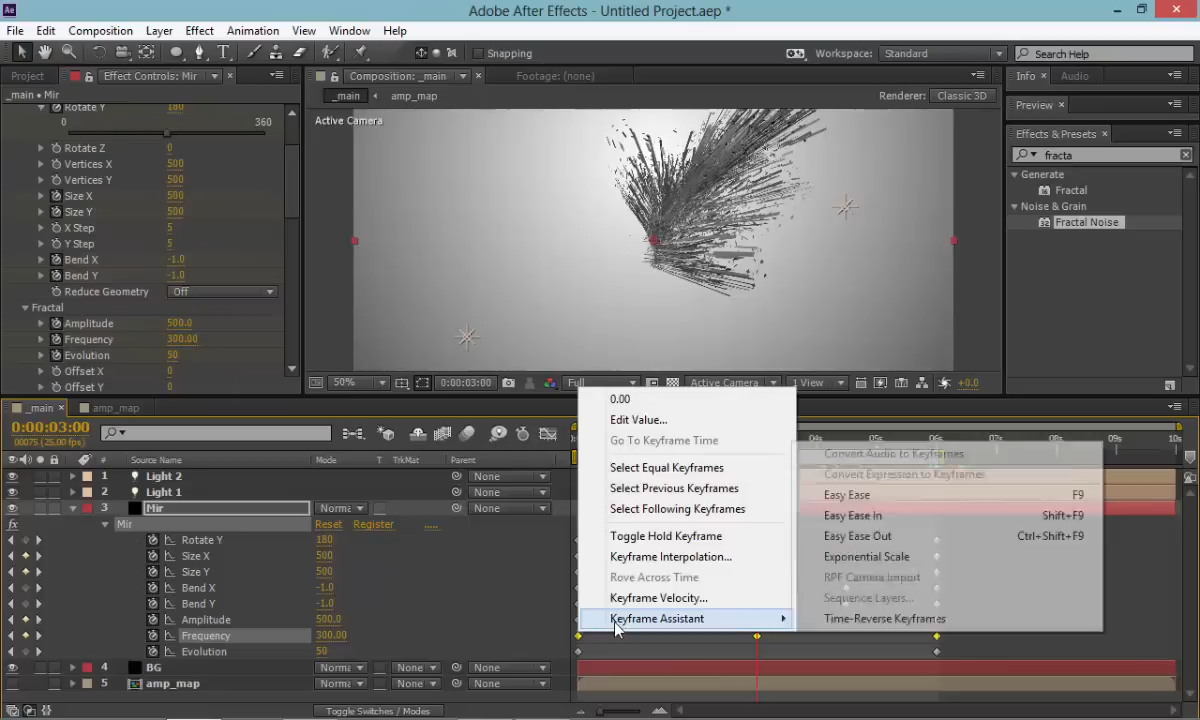 Ae
Adobe After Effects - Untitled Project.aep *
File Edit Composition Layer Effect Animation View Window Help
Snapping
Workspace: Standard
Search Help
Project
Effect Controls: Mir
Composition: _main
Footage: (none)
Info
Audio
_main • Mir
_main
amp_map
Renderer: Classic 3D
Active Camera
Preview
Effects & Presets
fracta
Generate
Fractal
Noise & Grain
Fractal Noise
Rotate Y 180
0 360
Rotate Z 0
Vertices X 500
Vertices Y 500
Size X 500
Size Y 500
X Step 5
Y Step 5
Bend X -1.0
Bend Y -1.0
Reduce Geometry Off
Fractal
Amplitude 500.0
Frequency 300.00
Evolution 50
Offset X 0
Offset Y 0
50%
0:00:03:00
Full
Active Camera
1 View
+0.0
_main
amp_map
0:00:03:00
00075 (25.00 fps)
04s 05s 06s 07s 08s 09s 10s
# Source Name Mode T TrkMat Parent
1 Light 2 None
2 Light 1 None
3 Mir Norma None
fx Mir Reset Register .....
Rotate Y 180
Size X 500
Size Y 500
Bend X -1.0
Bend Y -1.0
Amplitude 500.0
Frequency 300.00
Evolution 50
4 BG Norma None None
5 amp_map Norma None None
Toggle Switches / Modes
0.00
Edit Value...
Go To Keyframe Time
Select Equal Keyframes
Select Previous Keyframes
Select Following Keyframes
Toggle Hold Keyframe
Keyframe Interpolation...
Rove Across Time
Keyframe Velocity...
Keyframe Assistant
Convert Audio to Keyframes
Convert Expression to Keyframes
Easy Ease F9
Easy Ease In Shift+F9
Easy Ease Out Ctrl+Shift+F9
Exponential Scale
RPF Camera Import
Sequence Layers...
Time-Reverse Keyframes